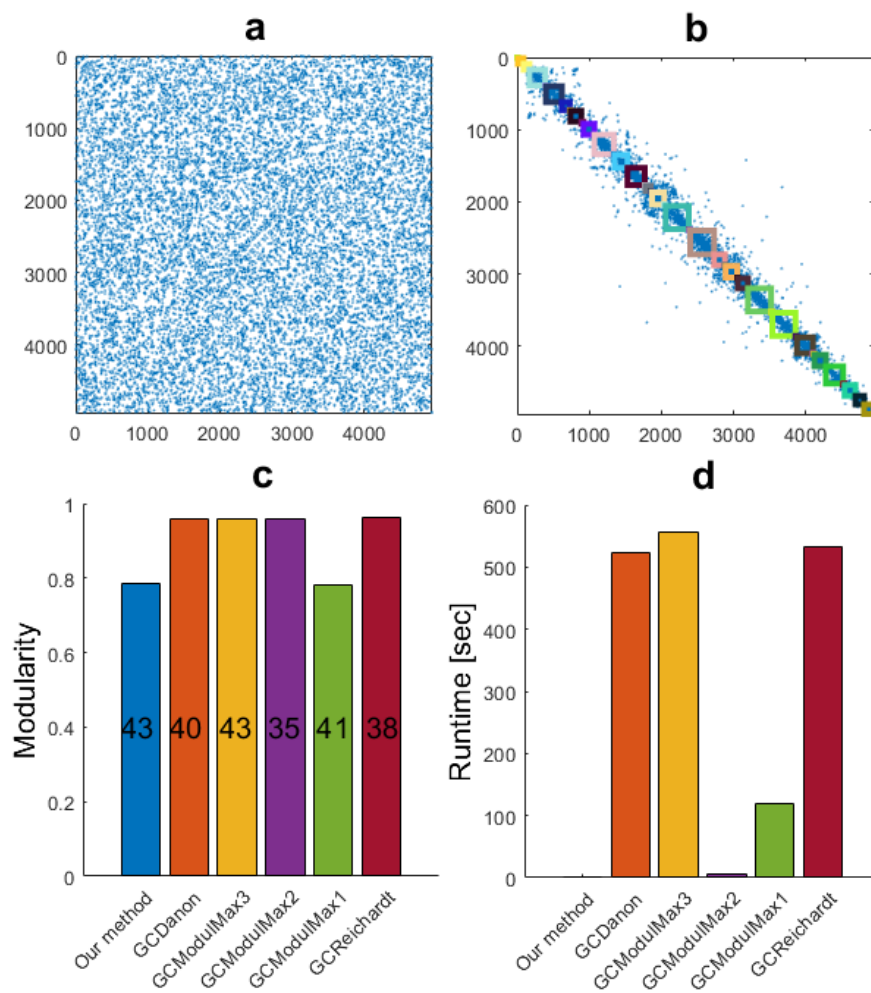 a
b
0
1000
2000
3000
4000
0 1000 2000 3000 4000
0
1000
2000
3000
4000
0 1000 2000 3000 4000
c
d
Modularity
1
0.8
0.6
0.4
0.2
0
43 40 43 35 41 38
Our method
GCDanon
GCModulMax3
GCModulMax2
GCModulMax1
GCReichardt
Runtime [sec]
600
500
400
300
200
100
0
Our method
GCDanon
GCModulMax3
GCModulMax2
GCModulMax1
GCReichardt